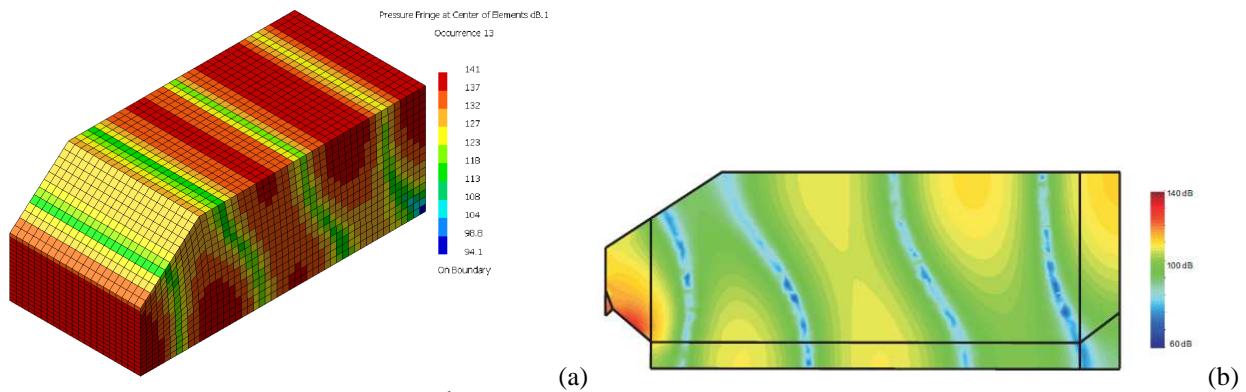 Pressure Fringe at Center of Elements dB.1
Occurrence 13
141
137
132
127
123
118
113
108
104
98.8
94.1
On Boundary
(a)
140 dB
100 dB
60 dB
(b)